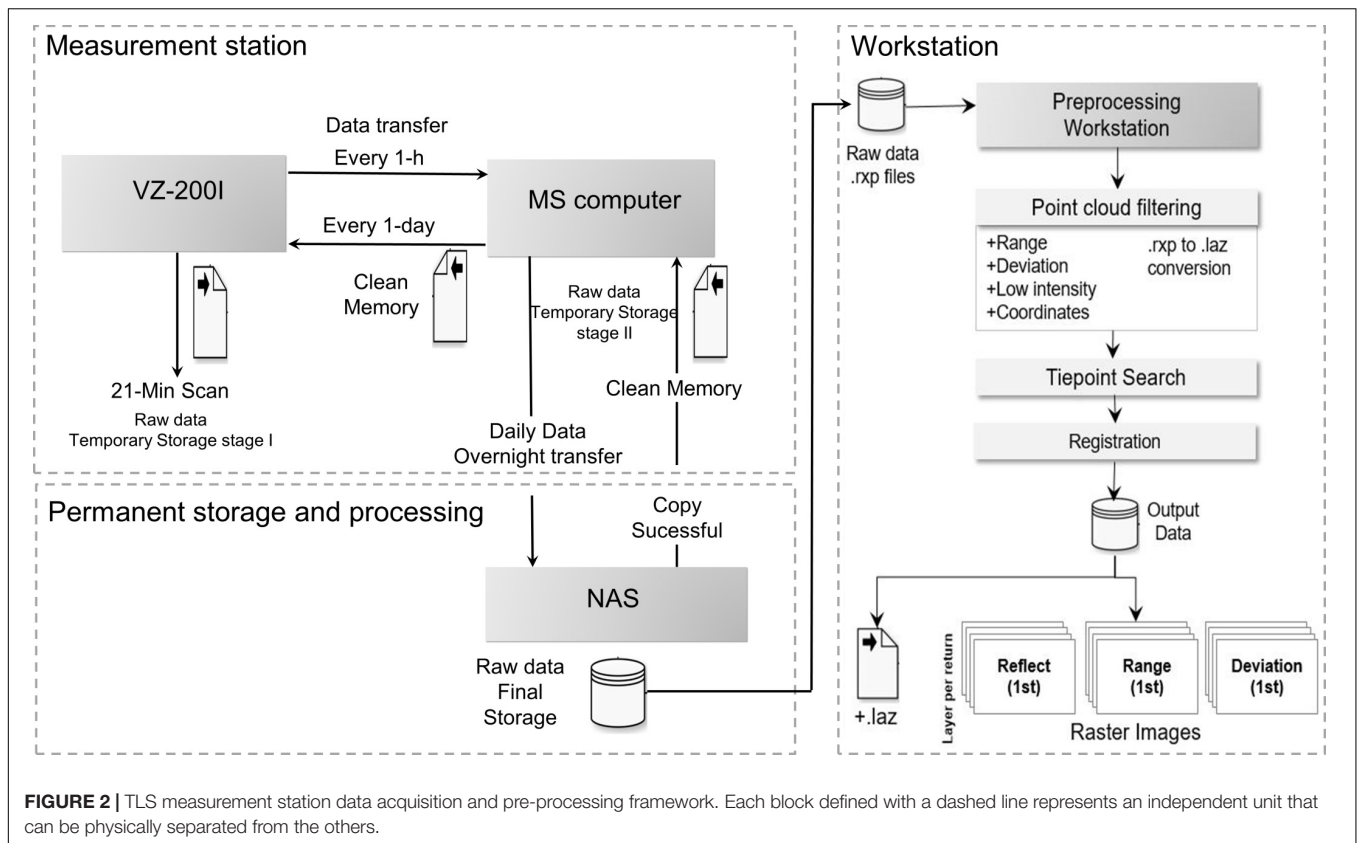 Measurement station
Data transfer
Every 1-h
VZ-200I
MS computer
Every 1-day
Clean
Memory
Raw data
Temporary Storage
stage II
21-Min Scan
Raw data
Temporary Storage stage I
Clean Memory
Daily Data
Overnight transfer
Permanent storage and processing
Copy
Sucessful
NAS
Raw data
Final
Storage
Workstation
Raw data
.rxp files
Preprocessing
Workstation
Point cloud filtering
+Range
+Deviation
+Low intensity
+Coordinates
.rxp to .laz
conversion
Tiepoint Search
Registration
Output
Data
+.laz
Layer per return
Reflect
(1st)
Range
(1st)
Deviation
(1st)
Raster Images
FIGURE 2 | TLS measurement station data acquisition and pre-processing framework. Each block defined with a dashed line represents an independent unit that
can be physically separated from the others.